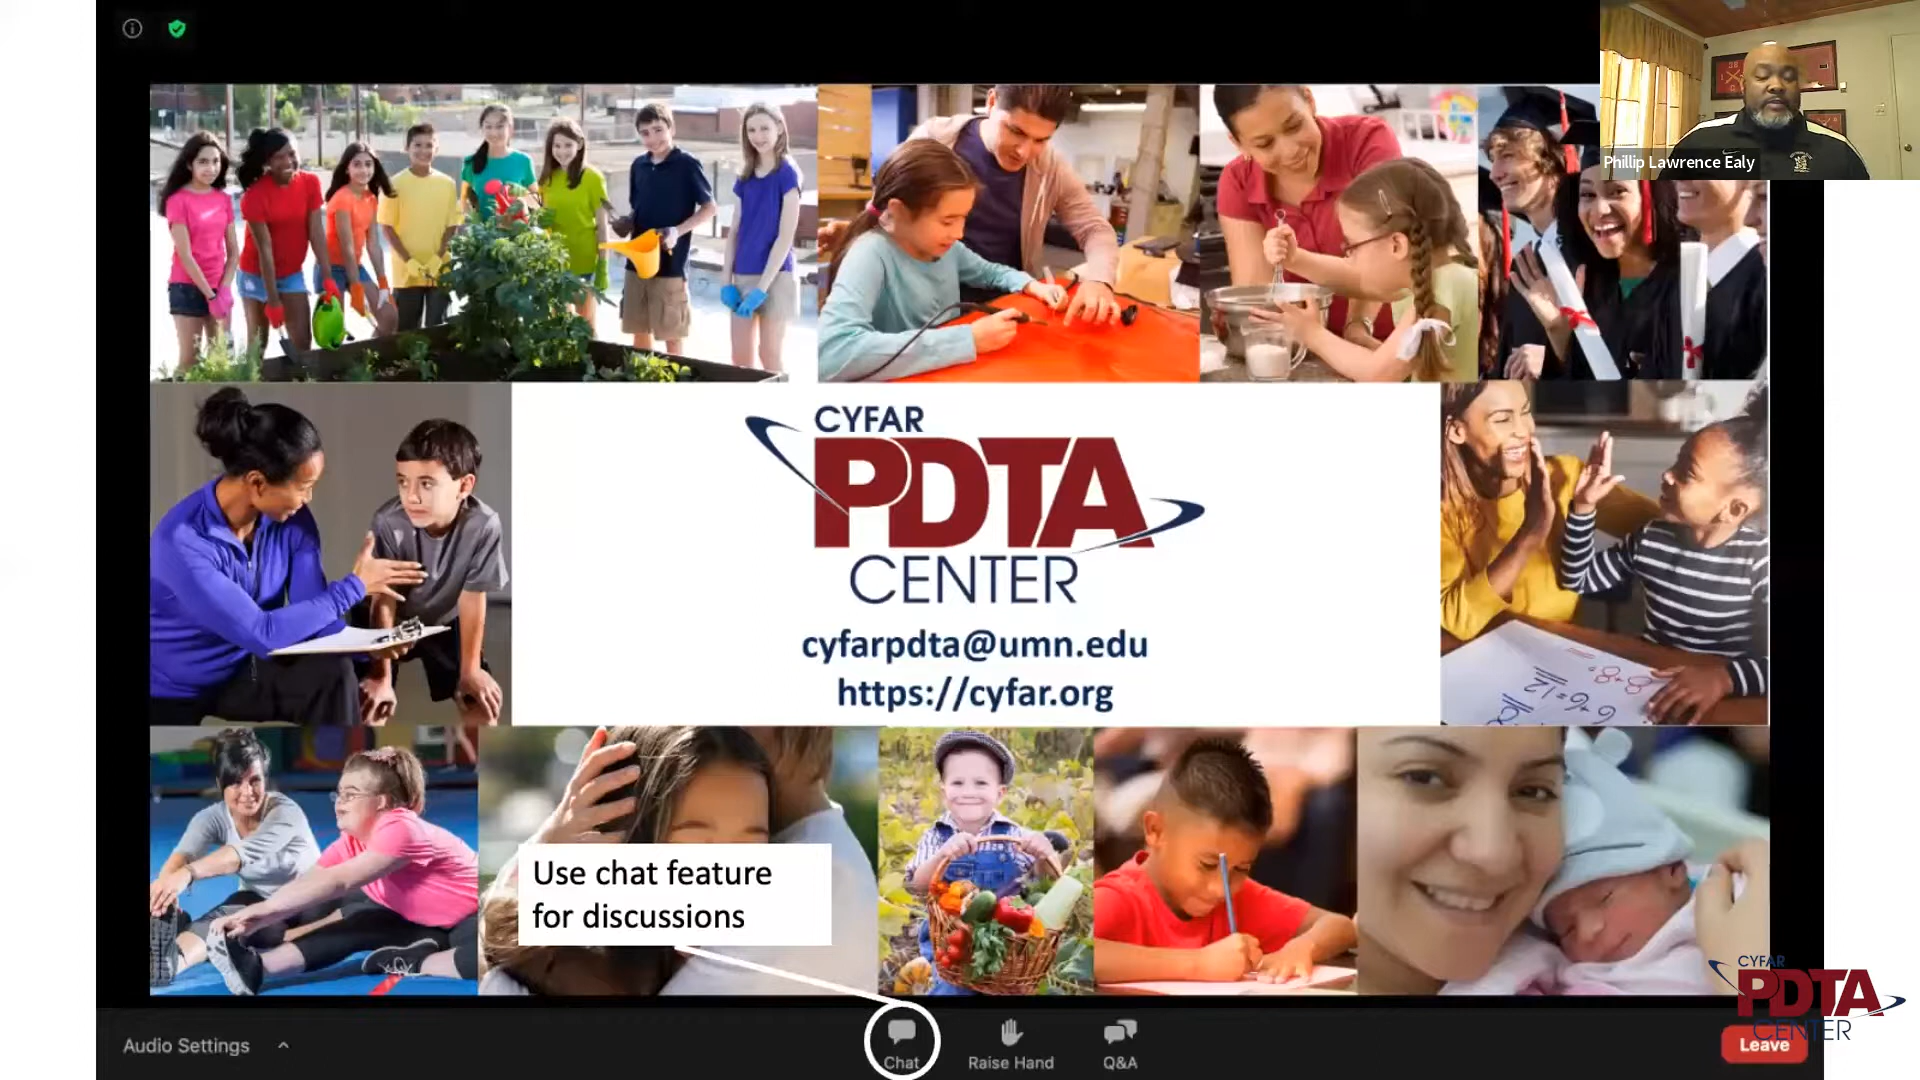 Phillip Lawrence Ealy
CYFAR
PDTA
CENTER
cyfarpdta@umn.edu
https://cyfar.org
Use chat feature
for discussions
Audio Settings
Chat
Raise Hand
Q&A
Leave
CYFAR
PDTA
CENTER